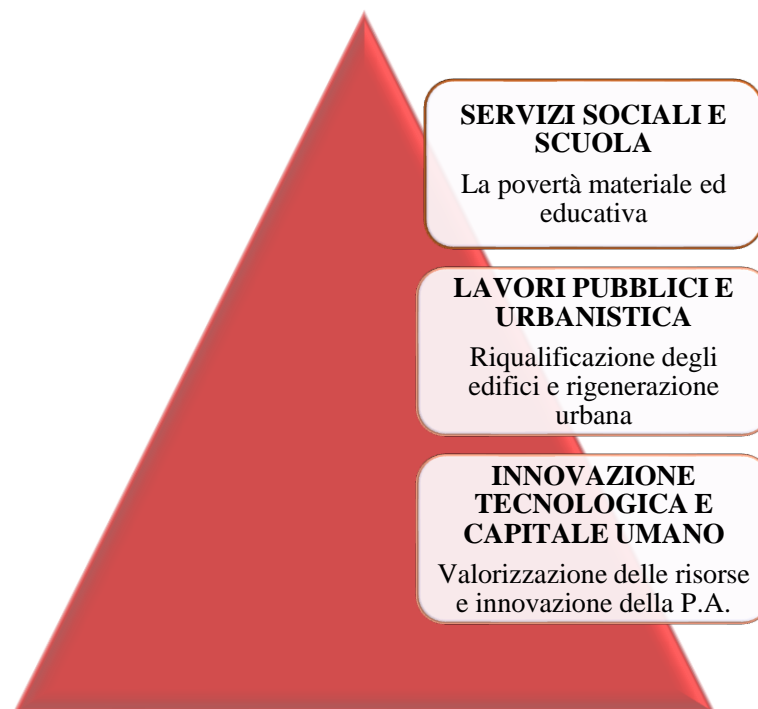 SERVIZI SOCIALI E
SCUOLA
La povertà materiale ed
educativa
LAVORI PUBBLICI E
URBANISTICA
Riqualificazione degli
edifici e rigenerazione
urbana
INNOVAZIONE
TECNOLOGICA E
CAPITALE UMANO
Valorizzazione delle risorse
e innovazione della P.A.